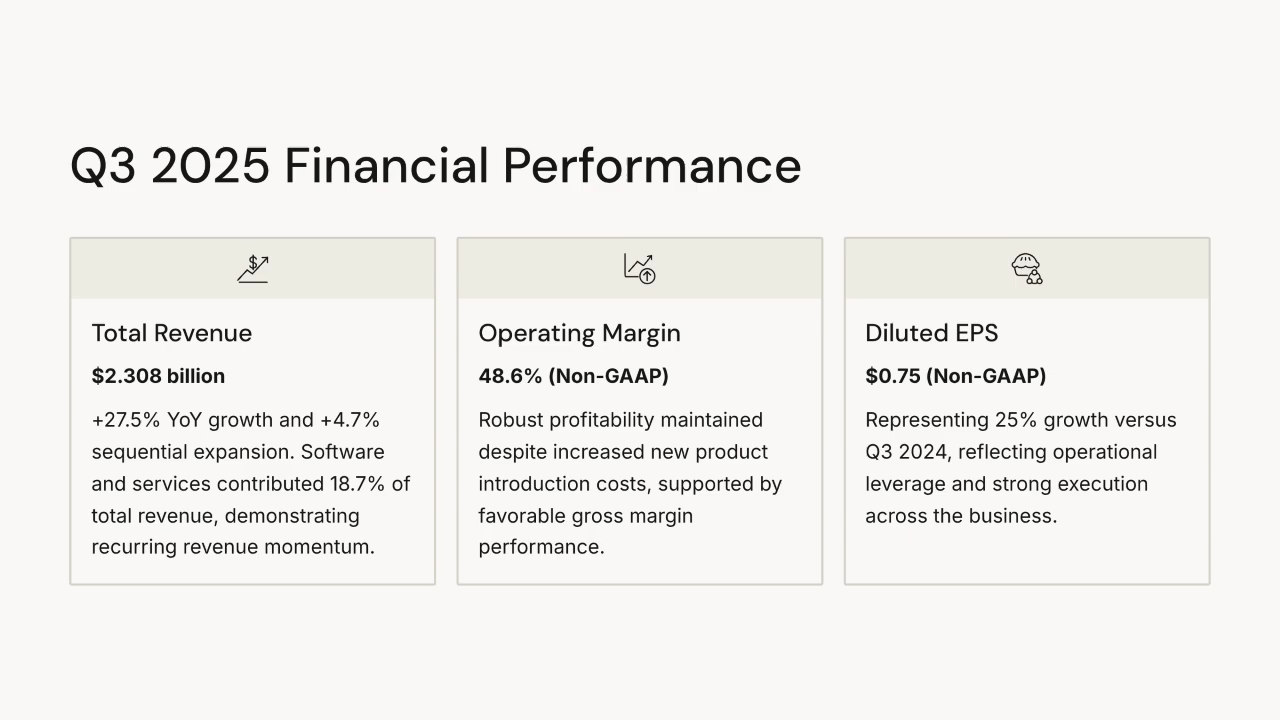 Q3 2025 Financial Performance
Total Revenue
$2.308 billion
+27.5% YoY growth and +4.7%
sequential expansion. Software
and services contributed 18.7% of
total revenue, demonstrating
recurring revenue momentum.
Operating Margin
48.6% (Non-GAAP)
Robust profitability maintained
despite increased new product
introduction costs, supported by
favorable gross margin
performance.
Diluted EPS
$0.75 (Non-GAAP)
Representing 25% growth versus
Q3 2024, reflecting operational
leverage and strong execution
across the business.